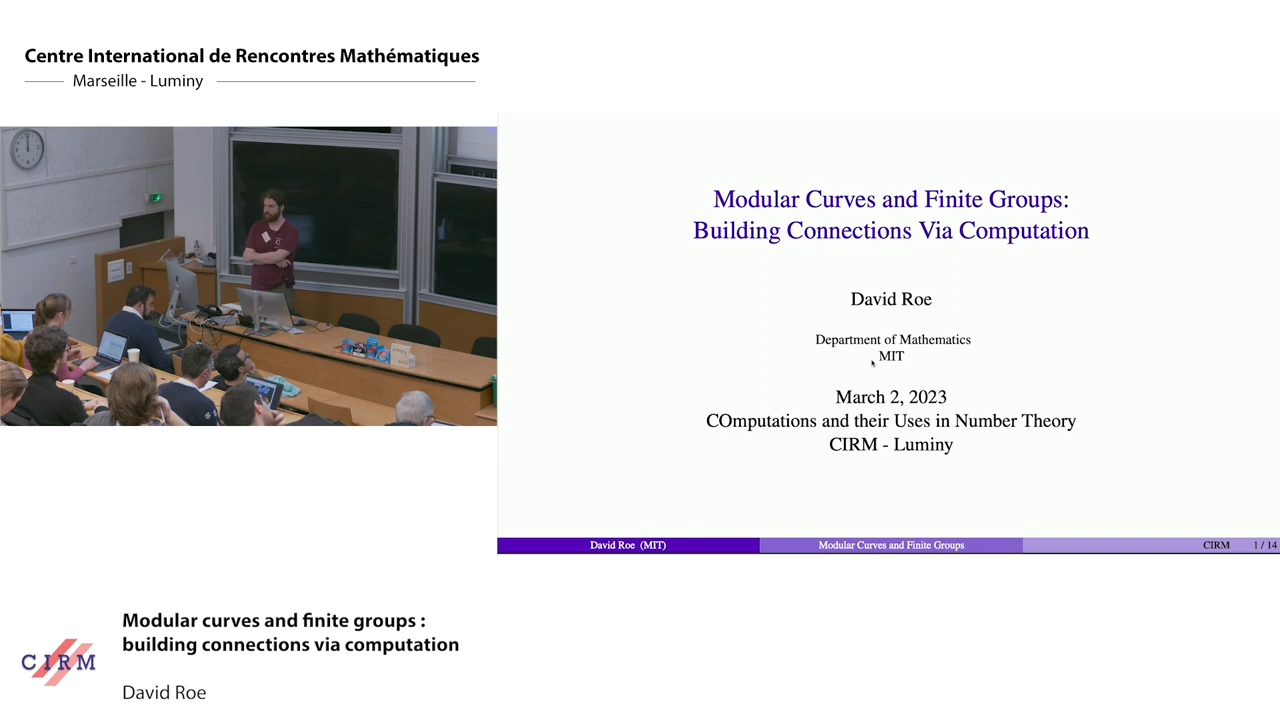 Centre International de Rencontres Mathématiques
Marseille - Luminy
Modular Curves and Finite Groups:
Building Connections Via Computation
David Roe
Department of Mathematics
MIT
March 2, 2023
COmputations and their Uses in Number Theory
CIRM - Luminy
David Roe (MIT)
Modular Curves and Finite Groups
CIRM
1 / 14
Modular curves and finite groups :
building connections via computation
CIRM
David Roe